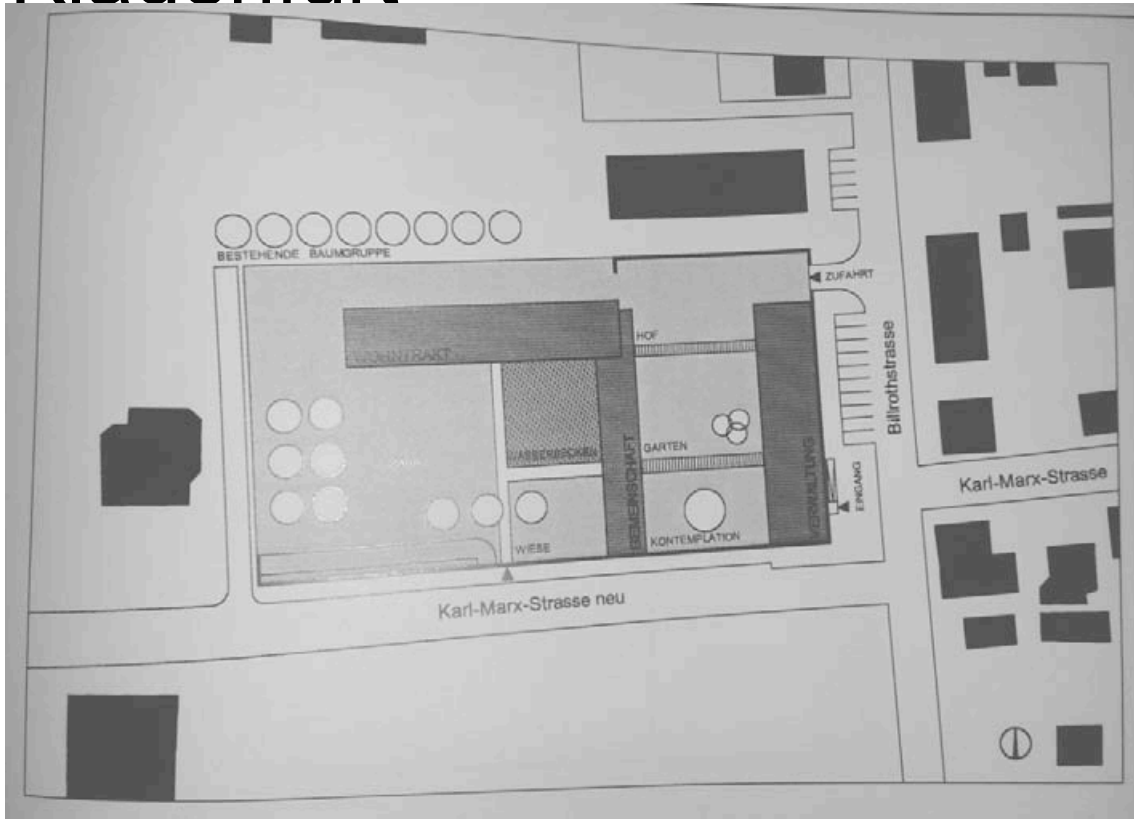 BESTEHENDE BAUMGRUPPE
ZUFAHRT
HOF
WOHNTRAKT
Billrothstrasse
GEMEINSCHAFT
GARTEN
VERWALTUNG
WASSERBECKEN
EINGANG
Karl-Marx-Strasse
KONTEMPLATION
WIESE
Karl-Marx-Strasse neu